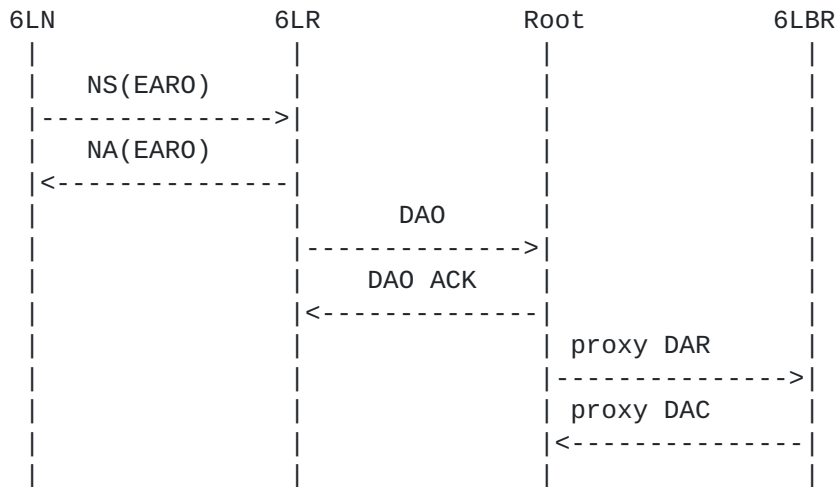 6LN 6LR Root 6LBR
NS(EARO)
NA(EARO)
DAO
DAO ACK
proxy DAR
proxy DAC